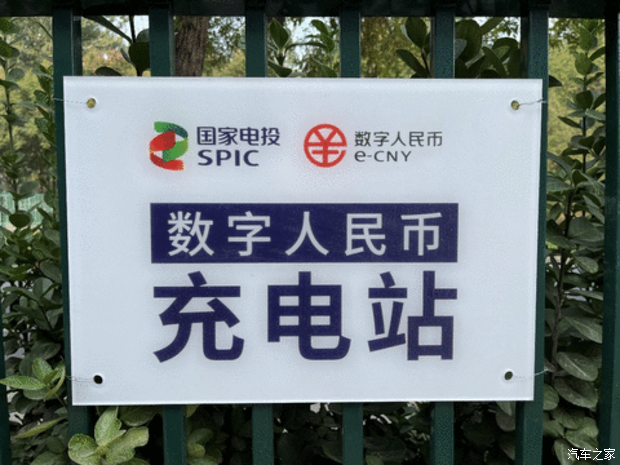 国家电投
SPIC
数字人民币
e-CNY
数字人民币
充电站
汽车之家